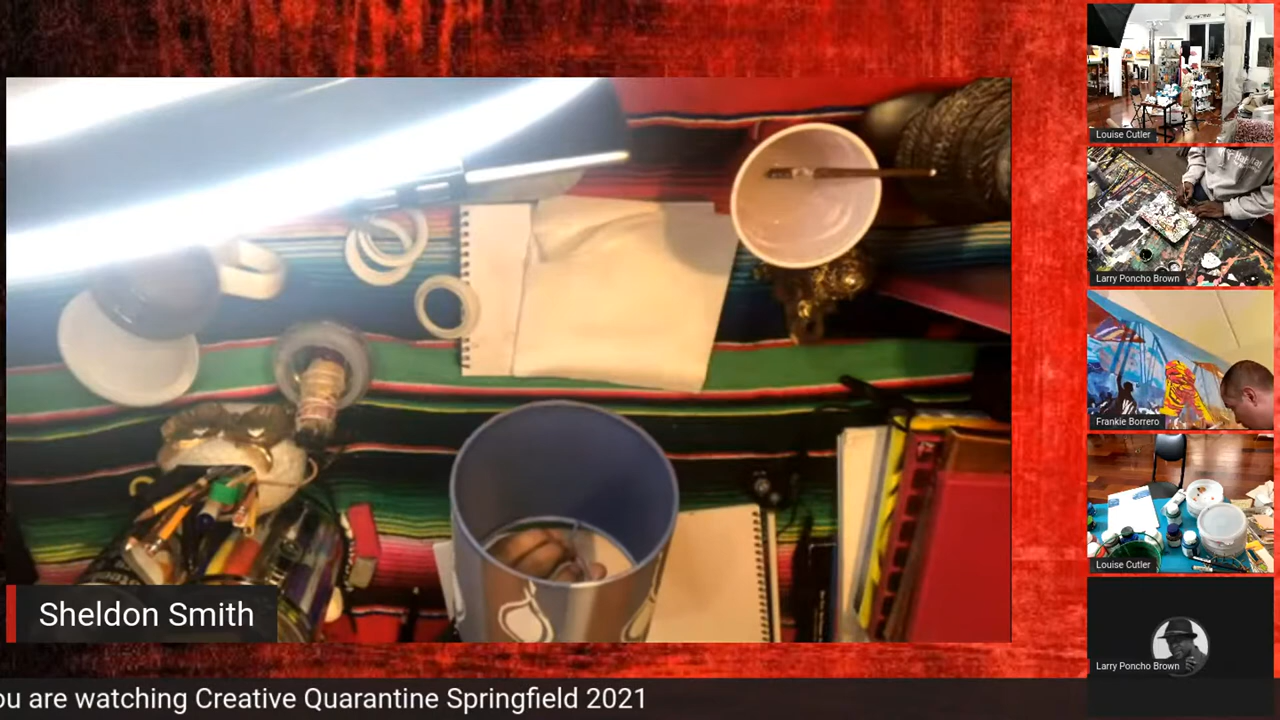 Louise Cutler
Larry Poncho Brown
Frankie Borrero
Louise Cutler
Larry Poncho Brown
Sheldon Smith
ou are watching Creative Quarantine Springfield 2021